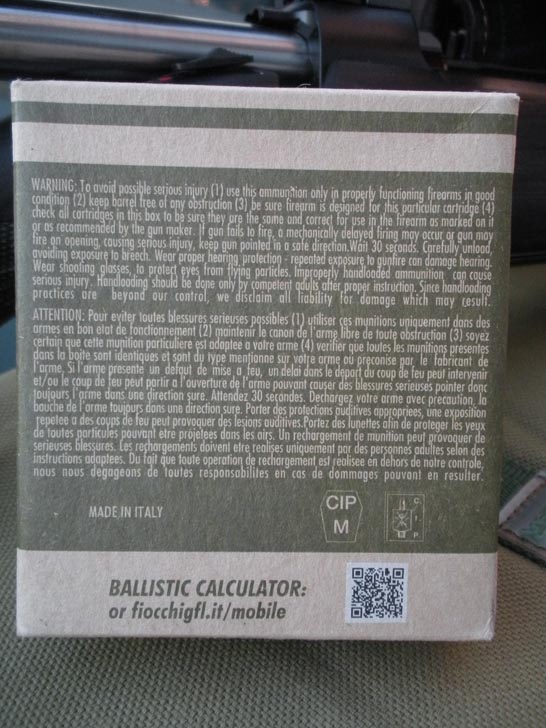 WARNING: To avoid possible serious injury (1) use this ammunition only in properly functioning firearms in good
condition (2) keep barrel free of any obstruction (3) be sure firearm is designed for this particular cartridge (4)
check all cartridges in this box to be sure they are the same and correct for use in the firearm as marked on it
or as recommended by the gun maker. If gun fails to fire, a mechanically delayed firing may occur or gun may
fire on opening, causing serious injury, keep gun pointed in a safe direction.Wait 30 seconds. Carefully unload,
avoiding exposure to breech. Wear proper hearing protection - repeated exposure to gunfire can damage hearing.
Wear shooting glasses, to protect eyes from flying particles. Improperly handloaded ammunition can cause
serious injury. Handloading should be done only by competent adults after proper instruction. Since handloading
practices are beyond our control, we disclaim all liability for damage which may result.
ATTENTION: Pour eviter toutes blessures serieuses possibles (1) utiliser ces munitions uniquement dans des
armes en bon etat de fonctionnement (2) maintenir le canon de l'arme libre de toute obstruction (3) soyez
certain que cette munition particuliere est adaptee a votre arme (4) verifier que toutes les munitions presentes
dans la boite sont identiques et sont du type mentionne sur votre arme ou preconise par le fabricant de
l'arme. Si l'arme presente un defaut de mise a feu, un delai dans le depart du coup de feu peut intervenir
et/ou le coup de feu peut partir a l'ouverture de l'arme pouvant causer des blessures serieuses pointer donc
toujours l'arme dans une direction sure. Attendez 30 secondes. Dechargez votre arme avec precaution, la
bouche de l'arme toujours dans une direction sure. Porter des protections auditives appropriees, une exposition
repetee a des coups de feu peut provoquer des lesions auditives.Portez des lunettes afin de proteger les yeux
de toutes particules pouvant etre projetees dans les airs. Un rechargement de munition peut provoquer de
serieuses blessures. Les rechargements doivent etre realises uniquement par des personnes adultes selon des
instructions adaptees. Du fait que toute operation de rechargement est realisee en dehors de notre controle,
nous nous degageons de toutes responsabilites en cas de dommages pouvant en resulter.
MADE IN ITALY
CIP
M
C
I
P
BALLISTIC CALCULATOR:
or fiocchigfl.it/mobile